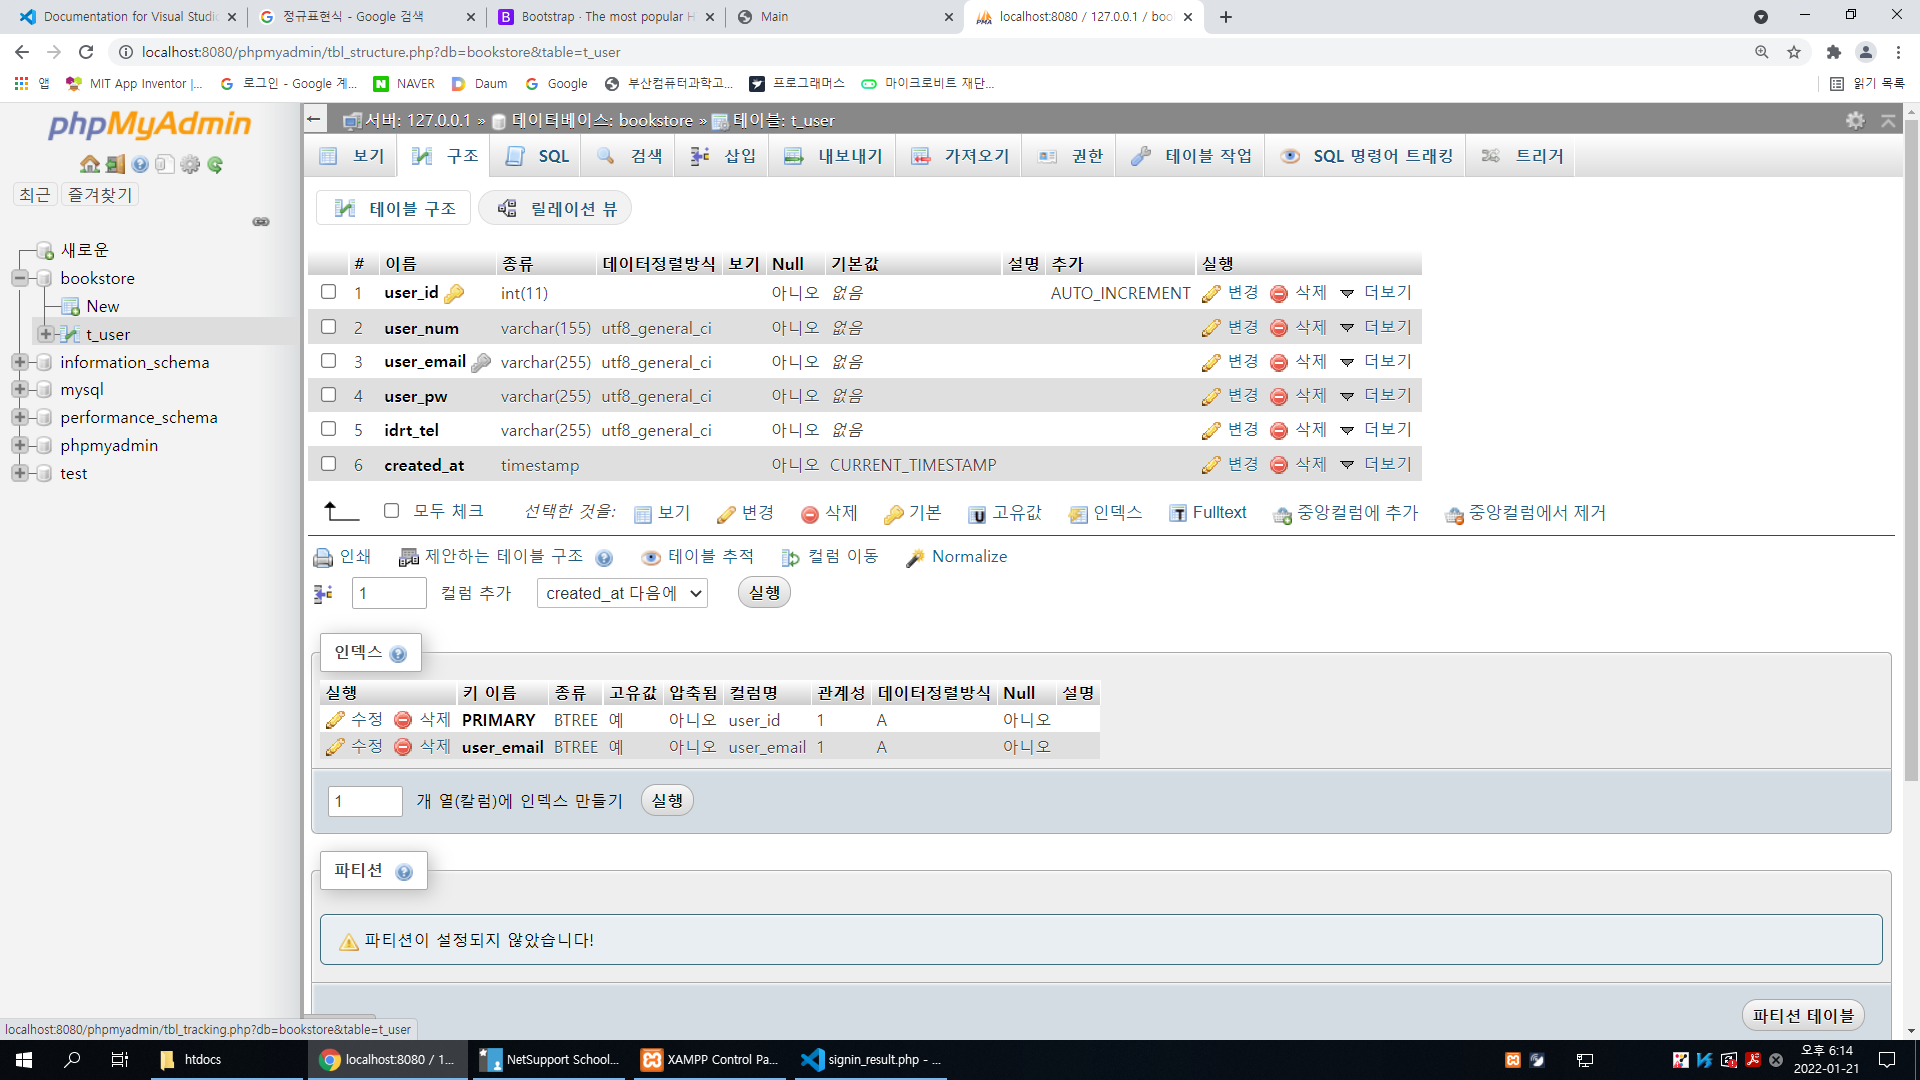 Documentation for Visual Studi
정규표현식 - Google 검색
Bootstrap · The most popular H
Main
localhost:8080 / 127.0.0.1 / boo
localhost:8080/phpmyadmin/tbl_structure.php?db=bookstore&table=t_user
앱
MIT App Inventor |...
로그인 - Google 계...
NAVER
Daum
Google
부산컴퓨터과학고...
프로그래머스
마이크로비트 재단...
읽기 목록
phpMyAdmin
최근 즐겨찾기
새로운
bookstore
New
t_user
information_schema
mysql
performance_schema
phpmyadmin
test
서버: 127.0.0.1 » 데이터베이스: bookstore » 테이블: t_user
보기 구조 SQL 검색 삽입 내보내기 가져오기 권한 테이블 작업 SQL 명령어 트래킹 트리거
테이블 구조 릴레이션 뷰
# 이름 종류 데이터정렬방식 보기 Null 기본값 설명 추가 실행
1 user_id int(11) 아니오 없음 AUTO_INCREMENT 변경 삭제 더보기
2 user_num varchar(155) utf8_general_ci 아니오 없음 변경 삭제 더보기
3 user_email varchar(255) utf8_general_ci 아니오 없음 변경 삭제 더보기
4 user_pw varchar(255) utf8_general_ci 아니오 없음 변경 삭제 더보기
5 idrt_tel varchar(255) utf8_general_ci 아니오 없음 변경 삭제 더보기
6 created_at timestamp 아니오 CURRENT_TIMESTAMP 변경 삭제 더보기
모두 체크 선택한 것을: 보기 변경 삭제 기본 고유값 인덱스 Fulltext 중앙컬럼에 추가 중앙컬럼에서 제거
인쇄 제안하는 테이블 구조 테이블 추적 컬럼 이동 Normalize
1 컬럼 추가 created_at 다음에 실행
인덱스
실행 키 이름 종류 고유값 압축됨 컬럼명 관계성 데이터정렬방식 Null 설명
수정 삭제 PRIMARY BTREE 예 아니오 user_id 1 A 아니오
수정 삭제 user_email BTREE 예 아니오 user_email 1 A 아니오
1 개 열(칼럼)에 인덱스 만들기 실행
파티션
파티션이 설정되지 않았습니다!
파티션 테이블
localhost:8080/phpmyadmin/tbl_tracking.php?db=bookstore&table=t_user
htdocs
localhost:8080 / 1...
NetSupport School...
XAMPP Control Pa...
signin_result.php - ...
오후 6:14
2022-01-21